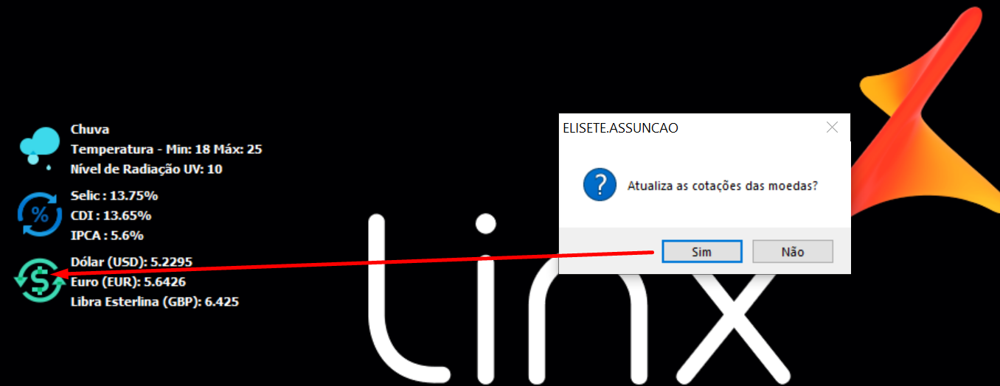 Chuva
Temperatura - Min: 18 Máx: 25
Nível de Radiação UV: 10
Selic : 13.75%
%
CDI : 13.65%
IPCA : 5.6%
Dólar (USD): 5.2295
$
Euro (EUR): 5.6426
Libra Esterlina (GBP): 6.425
ELISETE.ASSUNCAO
?
Atualiza as cotações das moedas?
Sim
Não
Linx